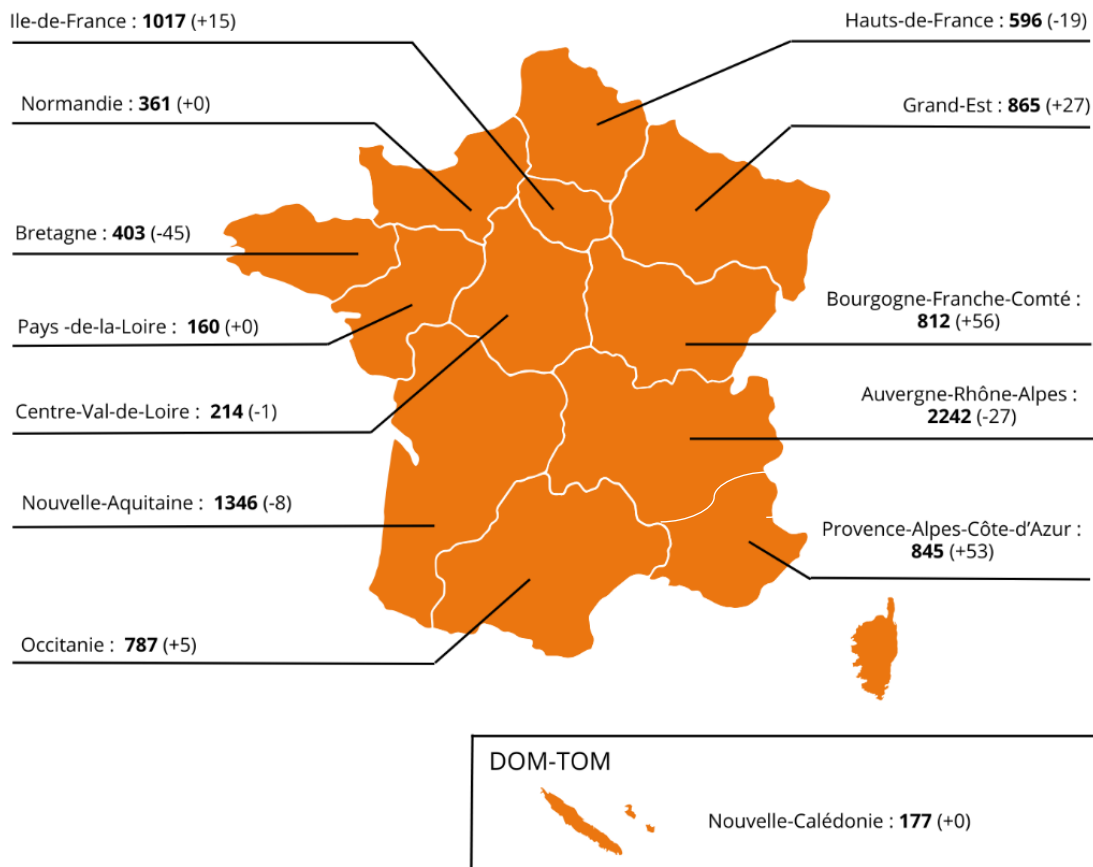 Ile-de-France : 1017 (+15)
Hauts-de-France : 596 (-19)
Normandie : 361 (+0)
Grand-Est : 865 (+27)
Bretagne : 403 (-45)
Bourgogne-Franche-Comté :
812 (+56)
Pays -de-la-Loire : 160 (+0)
Auvergne-Rhône-Alpes :
2242 (-27)
Centre-Val-de-Loire : 214 (-1)
Nouvelle-Aquitaine : 1346 (-8)
Provence-Alpes-Côte-d’Azur :
845 (+53)
Occitanie : 787 (+5)
DOM-TOM
Nouvelle-Calédonie : 177 (+0)